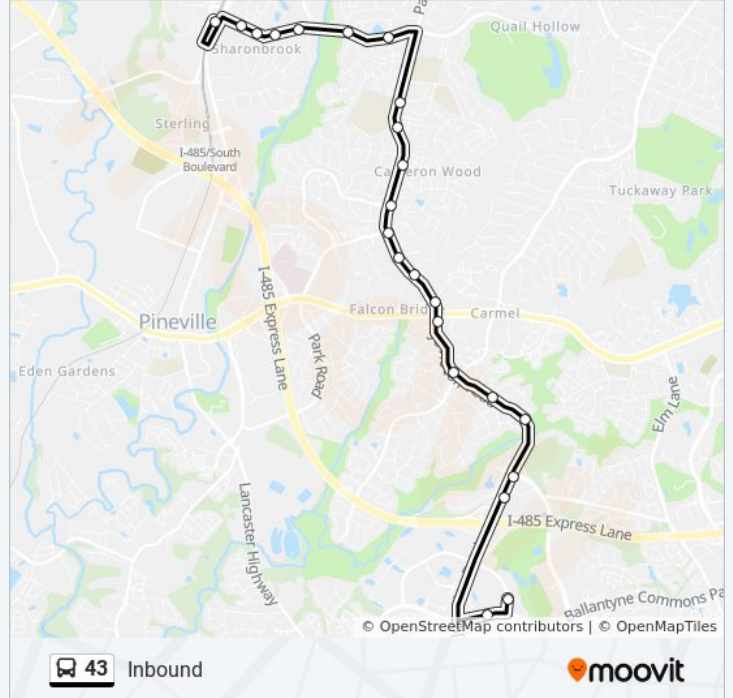 Pa
Quail Hollow
Sharonbrook
Sterling
I-485/South
Boulevard
Cameron Wood
Tuckaway Park
I-485 Express Lane
Falcon Brid
Carmel
Pineville
Park Road
Eden Gardens
Elm Lane
Lancaster Highway
I-485 Express Lane
Ballantyne Commons Pa
© OpenStreetMap contributors | © OpenMapTiles
43 Inbound
moovit